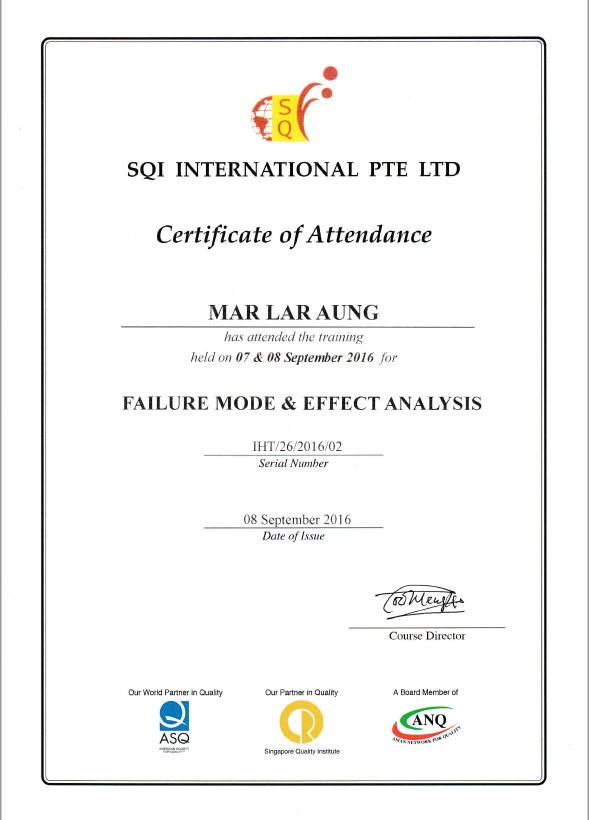 S
Q
SQI INTERNATIONAL PTE LTD
Certificate of Attendance
MAR LAR AUNG
has attended the training
held on 07 & 08 September 2016 for
FAILURE MODE & EFFECT ANALYSIS
IHT/26/2016/02
Serial Number
08 September 2016
Date of Issue
Course Director
Our World Partner in Quality
Our Partner in Quality
A Board Member of
ASQ
AMERICAN SOCIETY
FOR QUALITY
Singapore Quality Institute
ANQ
ASIAN NETWORK FOR QUALITY